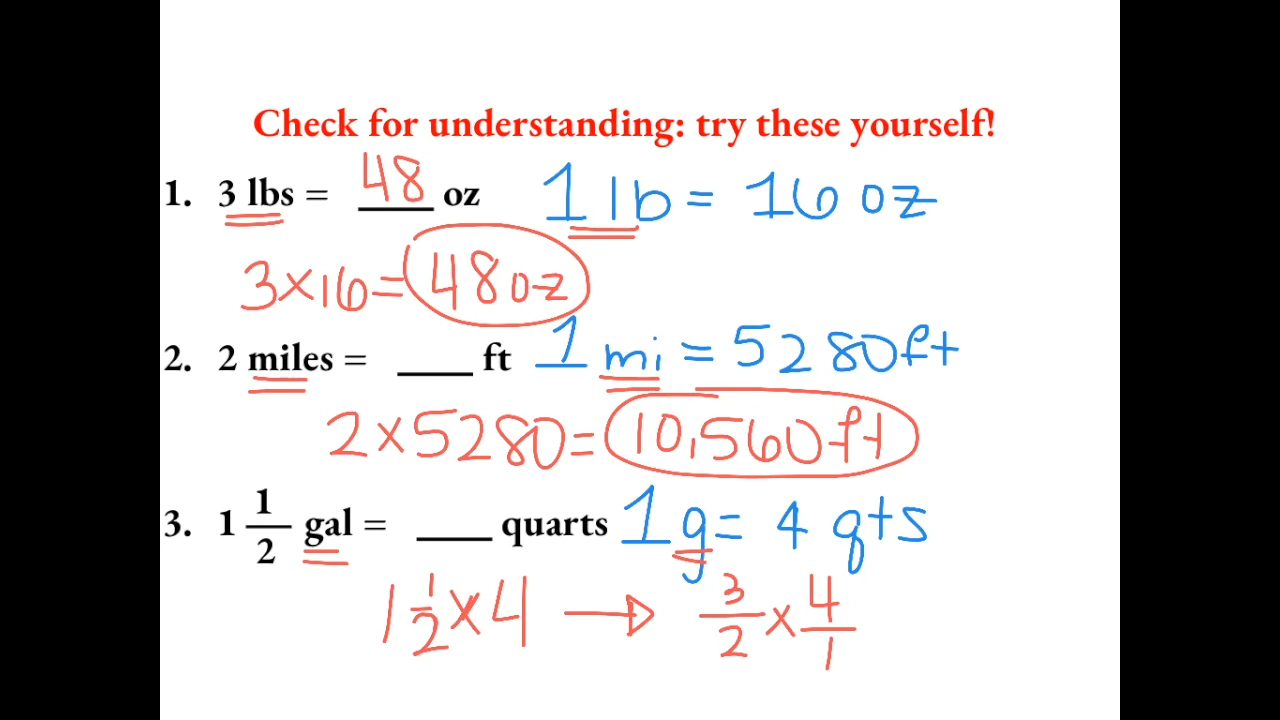 Check for understanding: try these yourself!
1. 3 lbs = 48 oz 1 lb = 16 oz
3 x 16 = 48 oz
2. 2 miles = ____ ft 1 mi = 5280 ft
2 x 5280 = 10,560 ft
3. 1 1/2 gal = ____ quarts 1 g = 4 qts
1 1/2 x 4 → 3/2 x 4/1